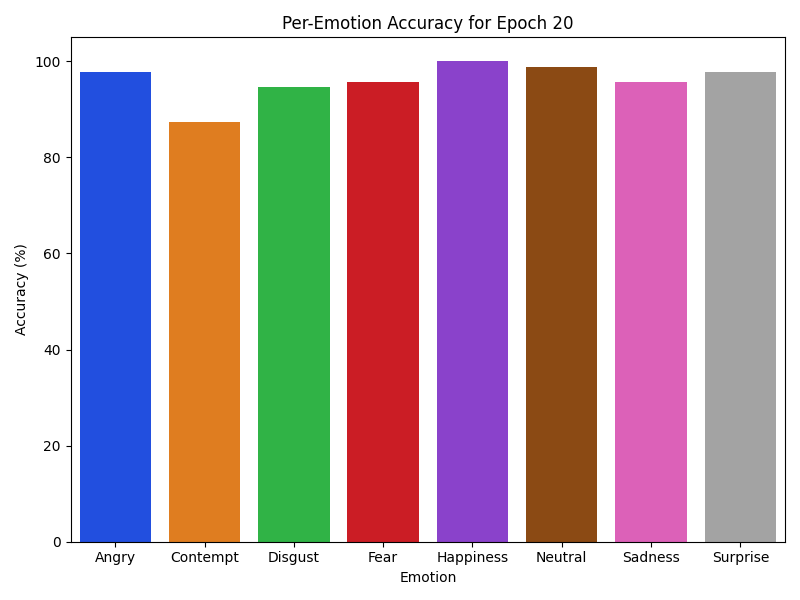 Per-Emotion Accuracy for Epoch 20
100
80
60
40
20
0
Accuracy (%)
Angry Contempt Disgust Fear Happiness Neutral Sadness Surprise
Emotion